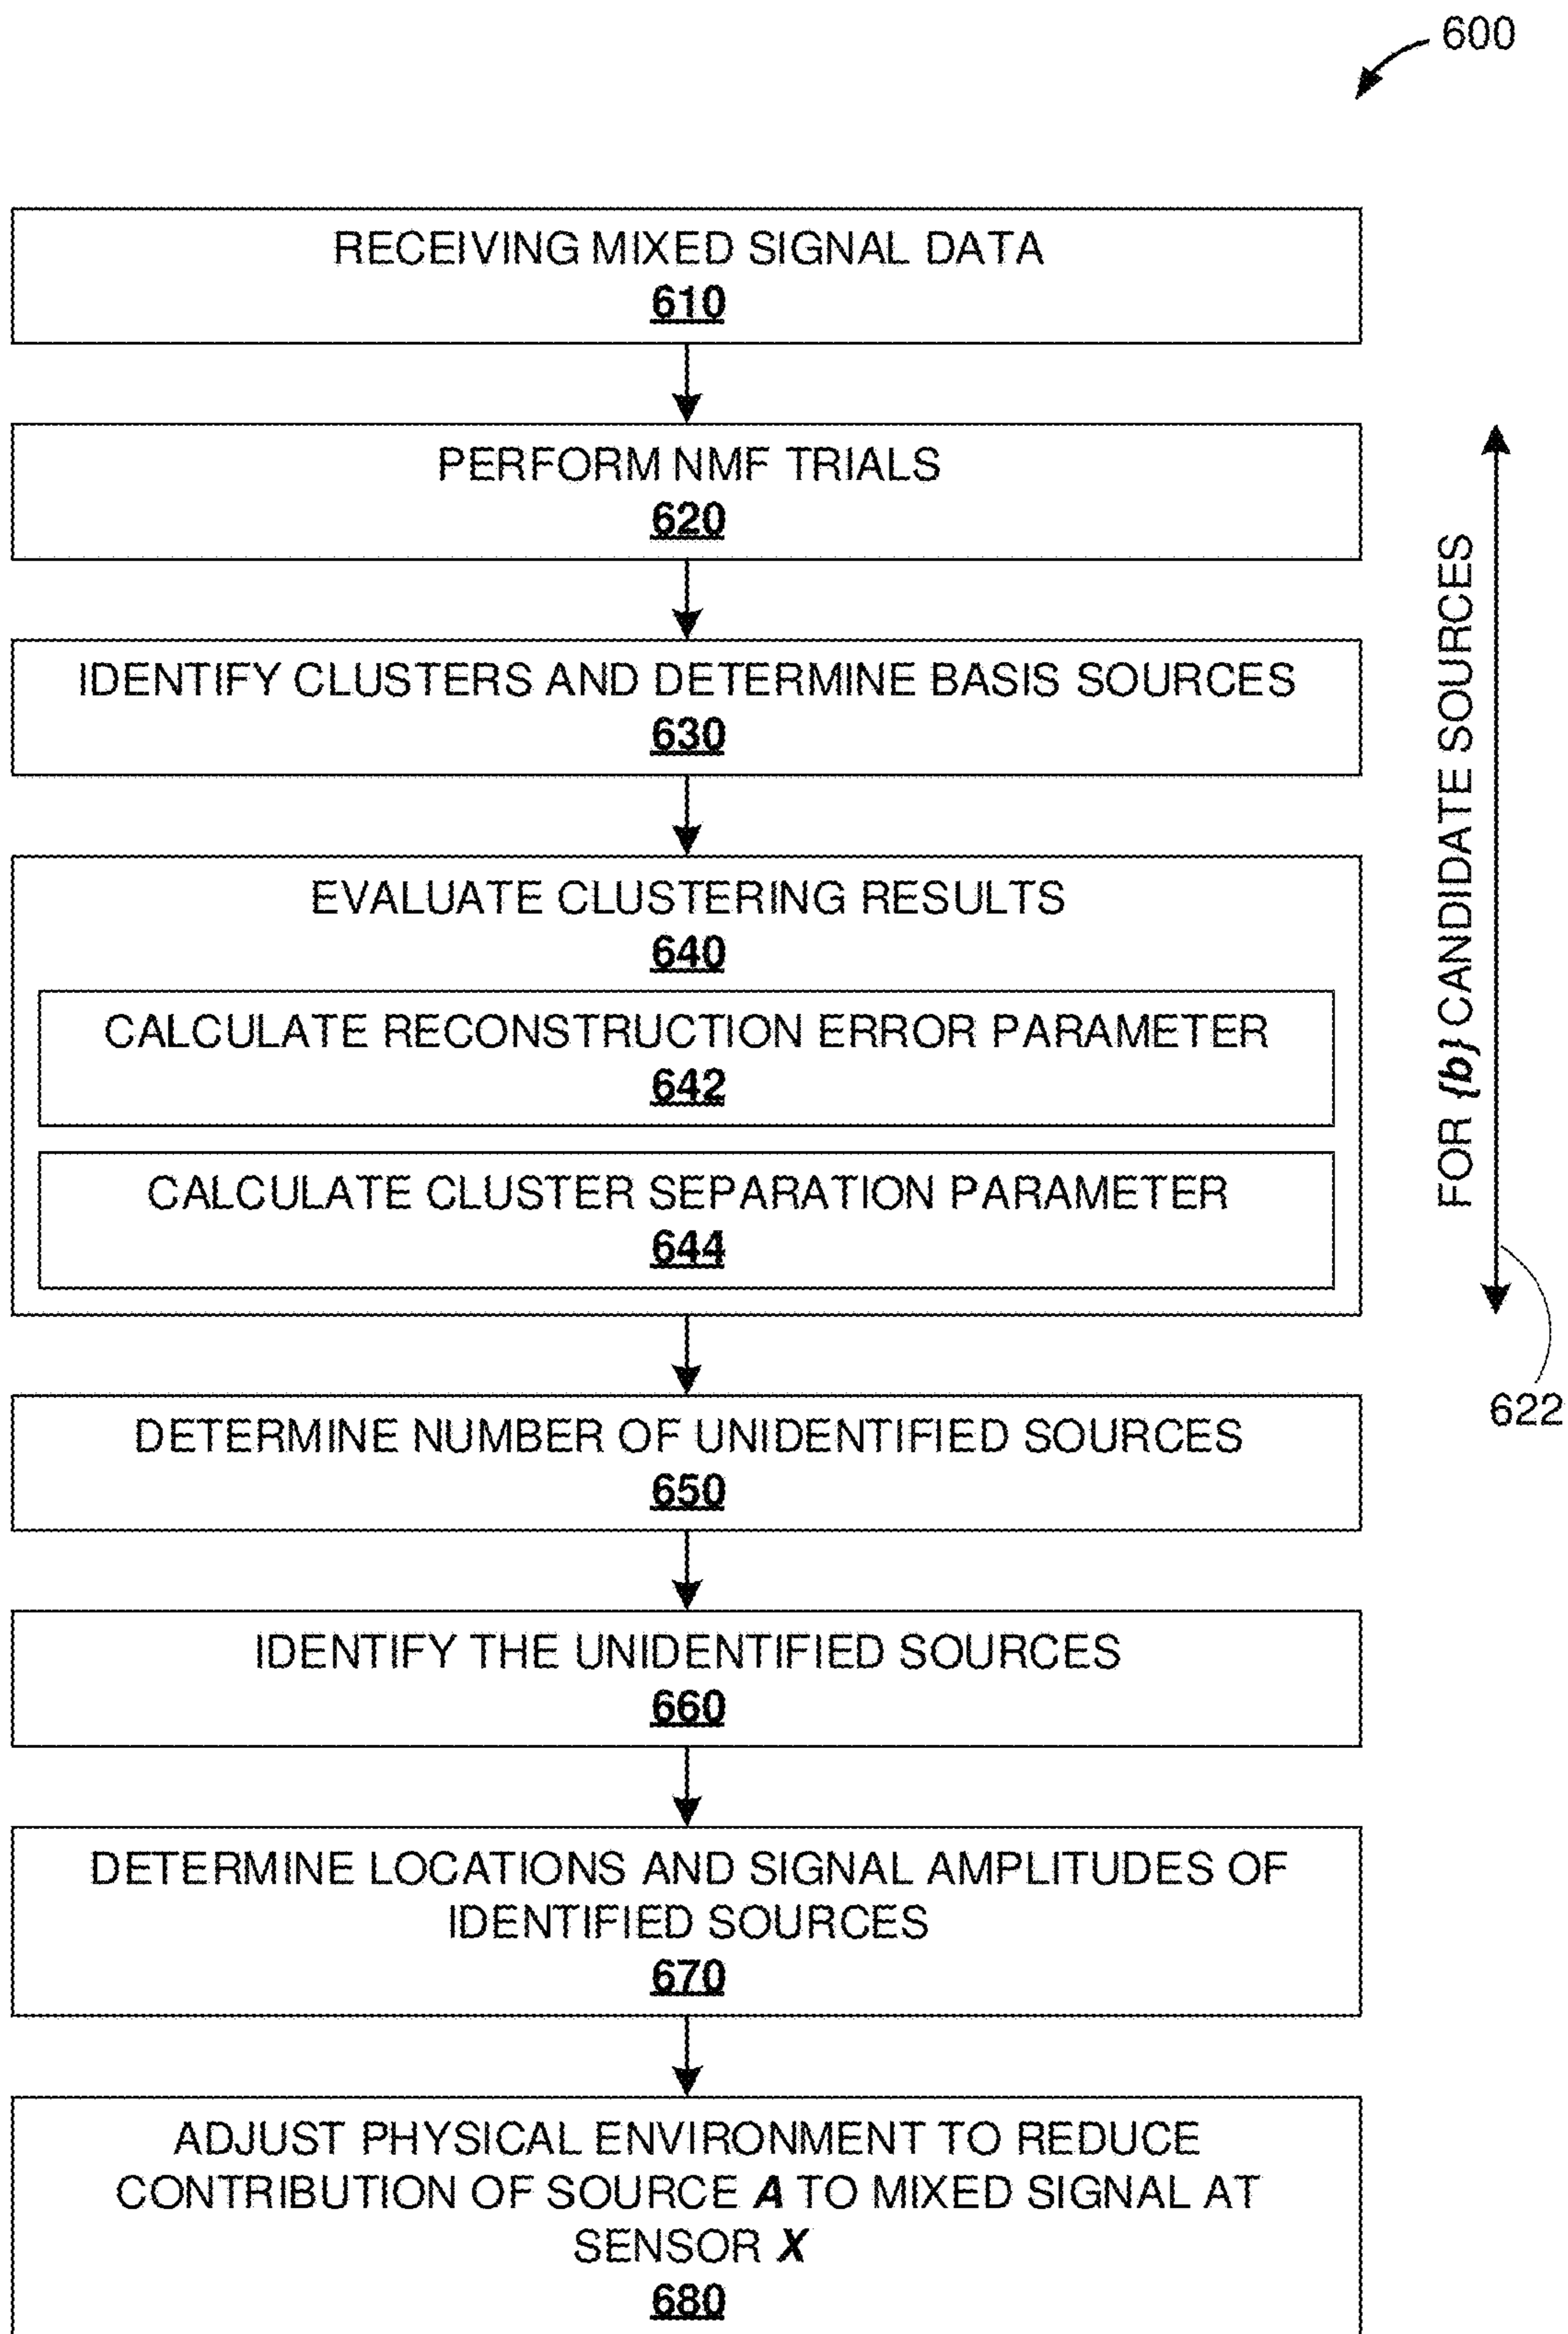 600
RECEIVING MIXED SIGNAL DATA
610
PERFORM NMF TRIALS
620
IDENTIFY CLUSTERS AND DETERMINE BASIS SOURCES
630
EVALUATE CLUSTERING RESULTS
640
CALCULATE RECONSTRUCTION ERROR PARAMETER
642
CALCULATE CLUSTER SEPARATION PARAMETER
644
FOR {b} CANDIDATE SOURCES
622
DETERMINE NUMBER OF UNIDENTIFIED SOURCES
650
IDENTIFY THE UNIDENTIFIED SOURCES
660
DETERMINE LOCATIONS AND SIGNAL AMPLITUDES OF
IDENTIFIED SOURCES
670
ADJUST PHYSICAL ENVIRONMENT TO REDUCE
CONTRIBUTION OF SOURCE A TO MIXED SIGNAL AT
SENSOR X
680